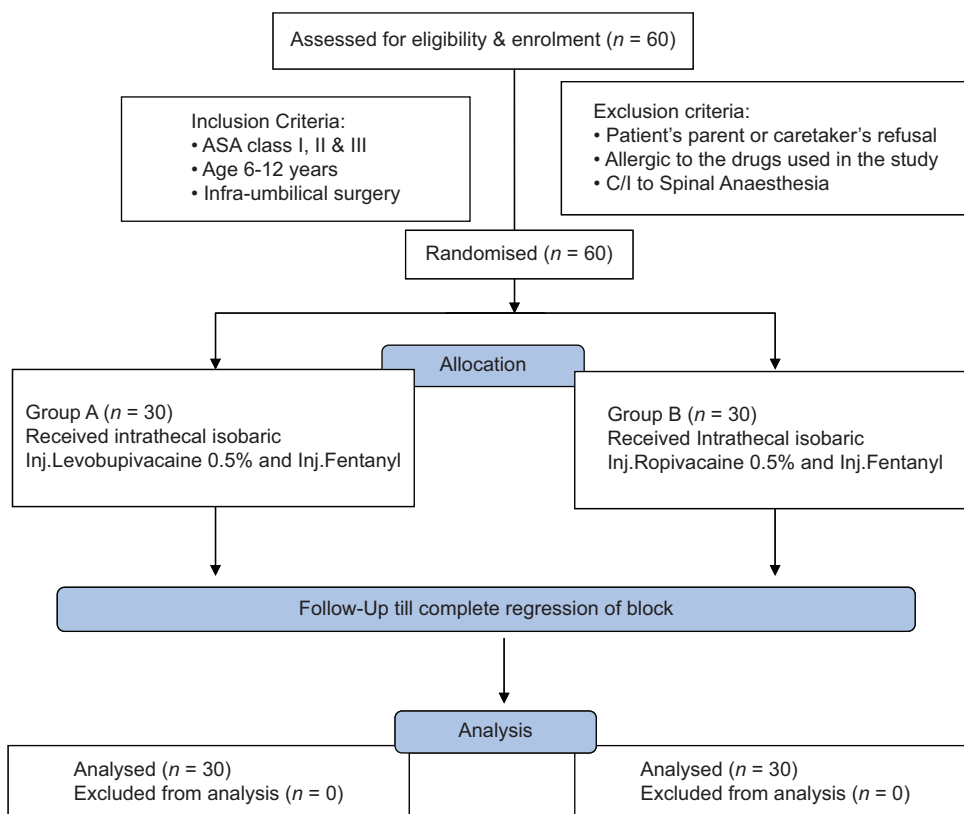 Assessed for eligibility & enrolment (n = 60)
Inclusion Criteria:
• ASA class I, II & III
• Age 6-12 years
• Infra-umbilical surgery
Exclusion criteria:
• Patient's parent or caretaker's refusal
• Allergic to the drugs used in the study
• C/I to Spinal Anaesthesia
Randomised (n = 60)
Allocation
Group A (n = 30)
Received intrathecal isobaric
Inj.Levobupivacaine 0.5% and Inj.Fentanyl
Group B (n = 30)
Received Intrathecal isobaric
Inj.Ropivacaine 0.5% and Inj.Fentanyl
Follow-Up till complete regression of block
Analysis
Analysed (n = 30)
Excluded from analysis (n = 0)
Analysed (n = 30)
Excluded from analysis (n = 0)